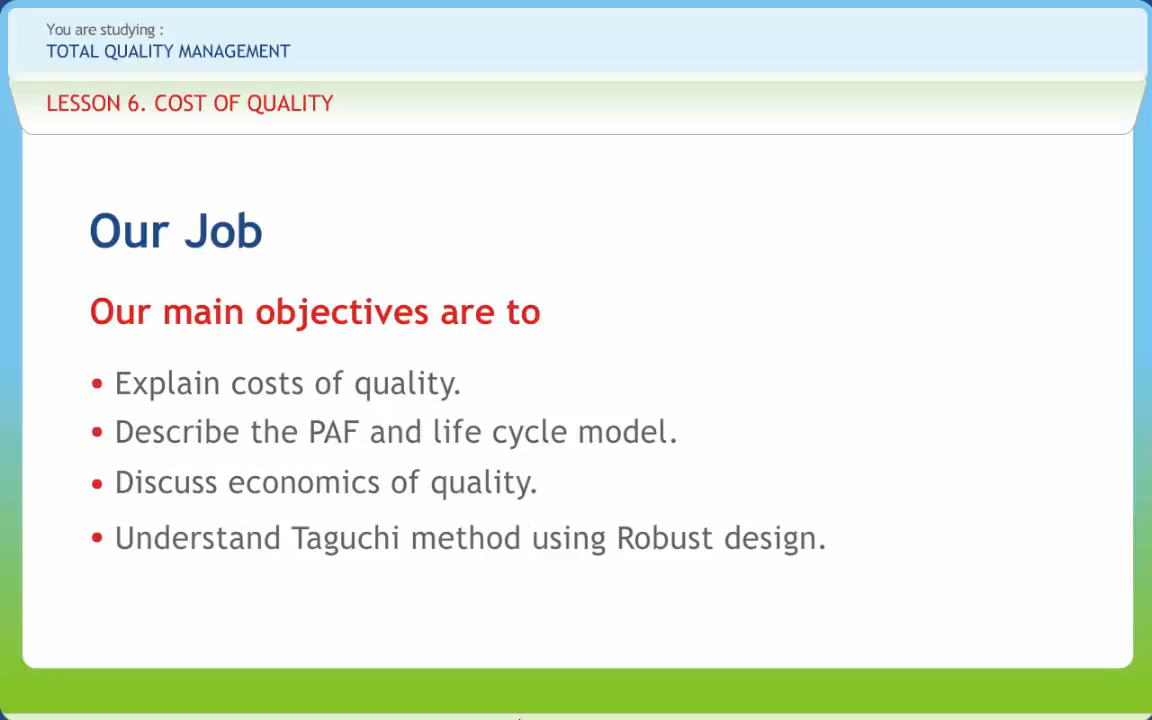 You are studying :
TOTAL QUALITY MANAGEMENT
LESSON 6. COST OF QUALITY
Our Job
Our main objectives are to
• Explain costs of quality.
• Describe the PAF and life cycle model.
• Discuss economics of quality.
• Understand Taguchi method using Robust design.